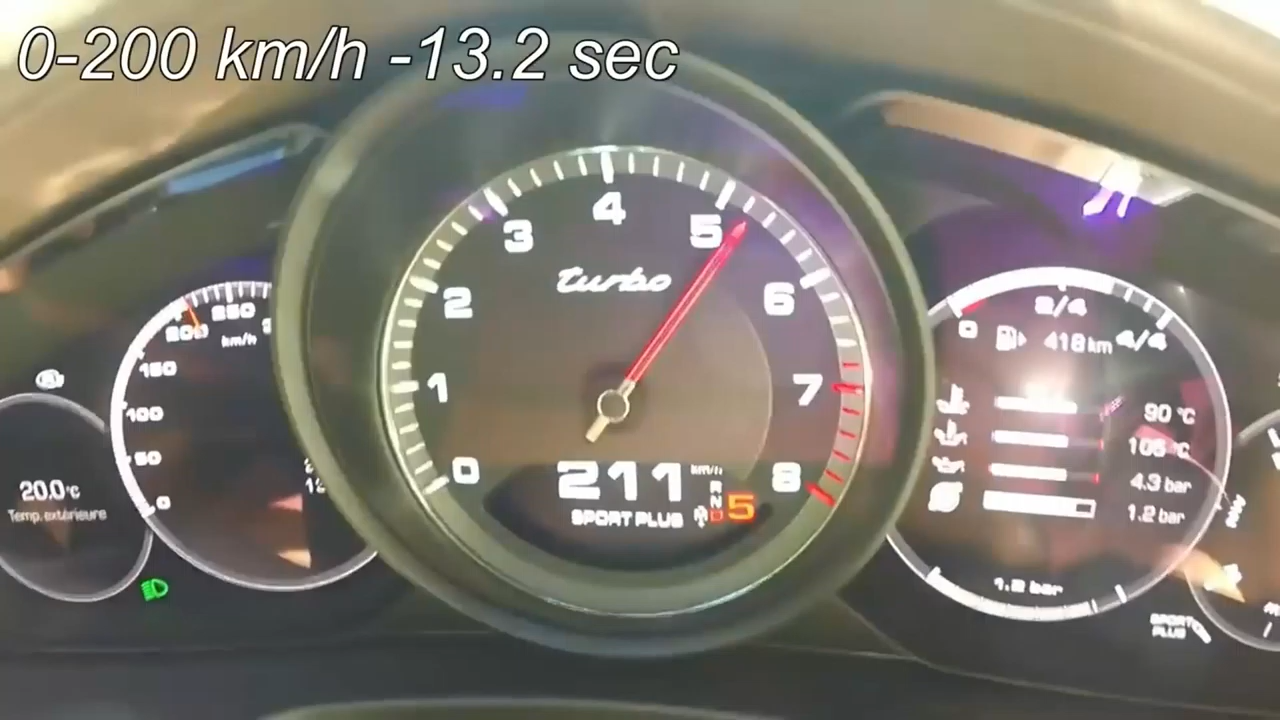 0-200 km/h -13.2 sec
4
3
5
turbo
2
6
1
7
0
8
211 km/h
SPORT PLUS
R
N
D
5
200
250
km/h
150
100
50
0
20.0°C
Temp. extérieure
2/4
0
4/4
418 km
90 °C
106 °C
4.3 bar
1.2 bar
1.2 bar
SPORT
PLUS